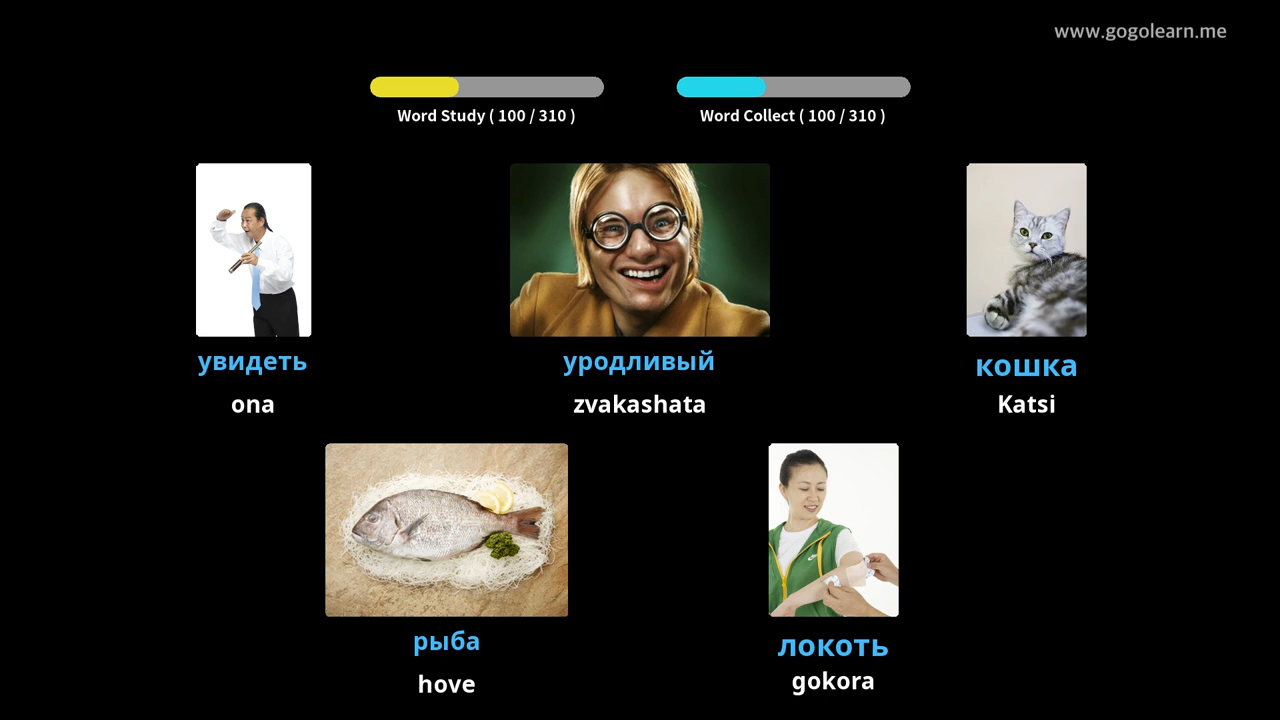 www.gogolearn.me
Word Study ( 100 / 310 )
Word Collect ( 100 / 310 )
увидеть
ona
уродливый
zvakashata
кошка
Katsi
рыба
hove
локоть
gokora